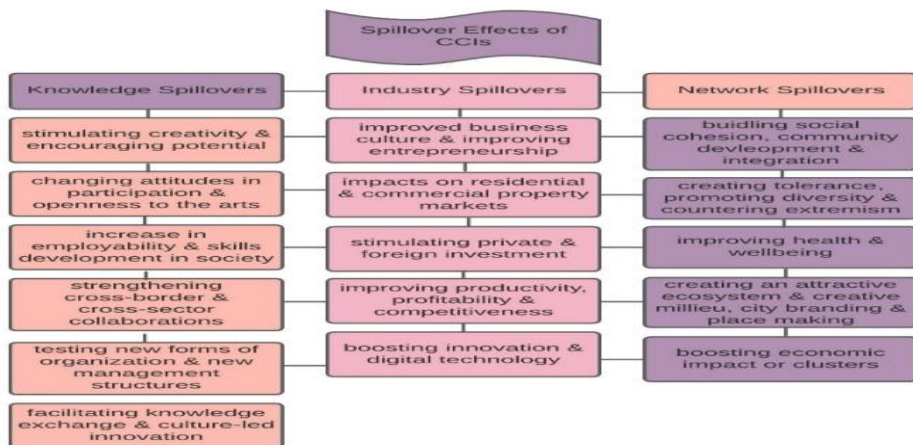 Spillover Effects of
CCIs
Knowledge Spillovers
Industry Spillovers
Network Spillovers
stimulating creativity &
encouraging potential
improved business
culture & improving
entrepreneurship
buidling social
cohesion, community
devleopment &
integration
changing attitudes in
participation &
openness to the arts
impacts on residential
& commercial property
markets
creating tolerance,
promoting diversity &
countering extremism
increase in
employability & skills
development in society
stimulating private &
foreign investment
improving health &
wellbeing
strengthening
cross-border &
cross-sector
collaborations
improving productivity,
profitability &
competitiveness
creating an attractive
ecosystem & creative
millieu, city branding &
place making
testing new forms of
organization & new
management
structures
boosting innovation &
digital technology
boosting economic
impact or clusters
facilitating knowledge
exchange & culture-led
innovation